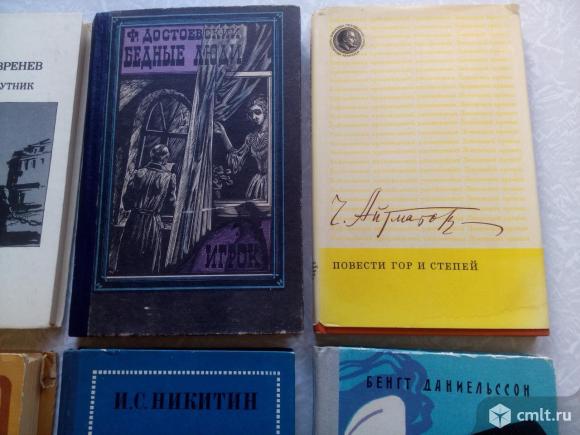 ВРЕНЕВ
УТНИК
Ф. ДОСТОЕВСКИЙ
БЕДНЫЕ ЛЮДИ
ИГРОК
Ч. Айтматов
ПОВЕСТИ ГОР И СТЕПЕЙ
И.С. НИКИТИН
БЕНГТ ДАНИЕЛЬССОН
cmlt.ru